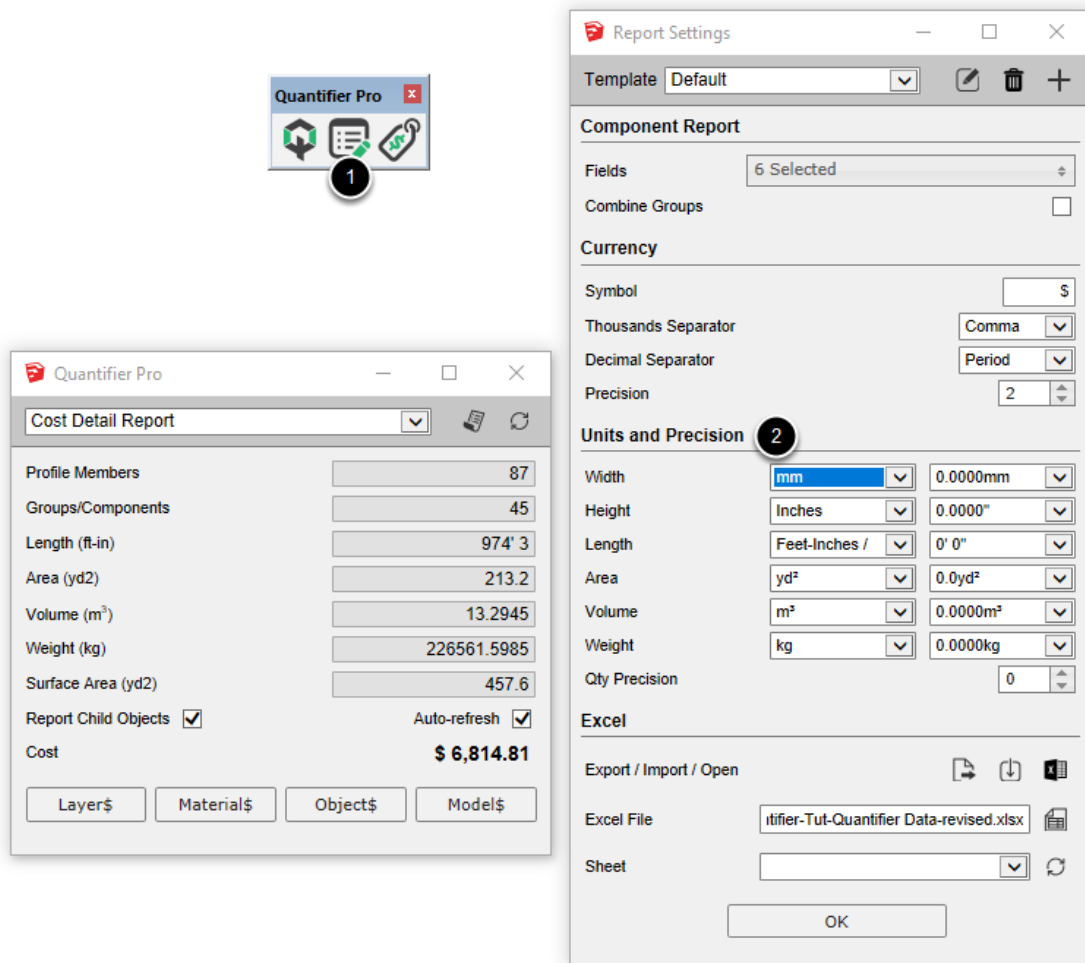 Quantifier Pro
x
$
1
Quantifier Pro
Cost Detail Report
Profile Members 87
Groups/Components 45
Length (ft-in) 974' 3
Area (yd2) 213.2
Volume (m³) 13.2945
Weight (kg) 226561.5985
Surface Area (yd2) 457.6
Report Child Objects Auto-refresh
Cost $ 6,814.81
Layer$ Material$ Object$ Model$
Report Settings
Template Default
Component Report
Fields 6 Selected
Combine Groups
Currency
Symbol $
Thousands Separator Comma
Decimal Separator Period
Precision 2
Units and Precision 2
Width mm 0.0000mm
Height Inches 0.0000"
Length Feet-Inches / 0' 0"
Area yd² 0.0yd²
Volume m³ 0.0000m³
Weight kg 0.0000kg
Qty Precision 0
Excel
Export / Import / Open x
Excel File ıtifier-Tut-Quantifier Data-revised.xlsx
Sheet
OK